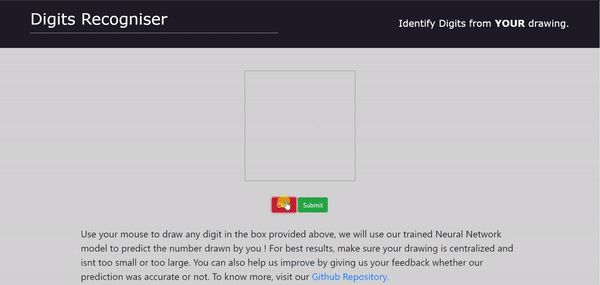 Digits Recogniser
Identify Digits from YOUR drawing.
Submit
Use your mouse to draw any digit in the box provided above, we will use our trained Neural Network
model to predict the number drawn by you ! For best results, make sure your drawing is centralized and
isnt too small or too large. You can also help us improve by giving us your feedback whether our
prediction was accurate or not. To know more, visit our Github Repository.